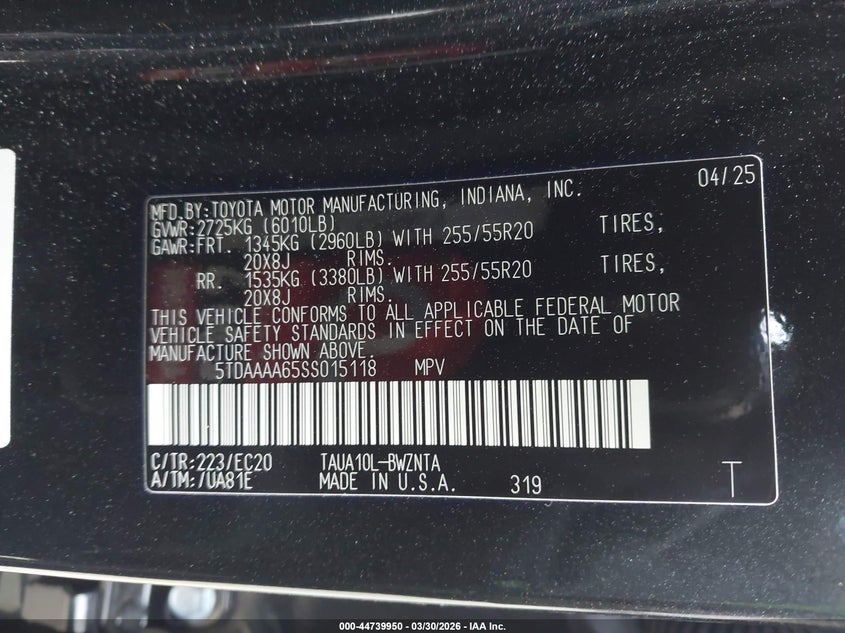 MFD.BY:TOYOTA MOTOR MANUFACTURING, INDIANA, INC. 04/25
GVWR:2725KG (6010LB)
GAWR:FRT. 1345KG (2960LB) WITH 255/55R20 TIRES,
20X8J RIMS.
RR. 1535KG (3380LB) WITH 255/55R20 TIRES,
20X8J RIMS.
THIS VEHICLE CONFORMS TO ALL APPLICABLE FEDERAL MOTOR
VEHICLE SAFETY STANDARDS IN EFFECT ON THE DATE OF
MANUFACTURE SHOWN ABOVE.
5TDAAAA65SS015118 MPV
C/TR:223/EC20 TAUA10L-BWZNTA
A/TM:/UA81E MADE IN U.S.A. 319 T
000-44739950 - 03/30/2026 - IAA Inc.